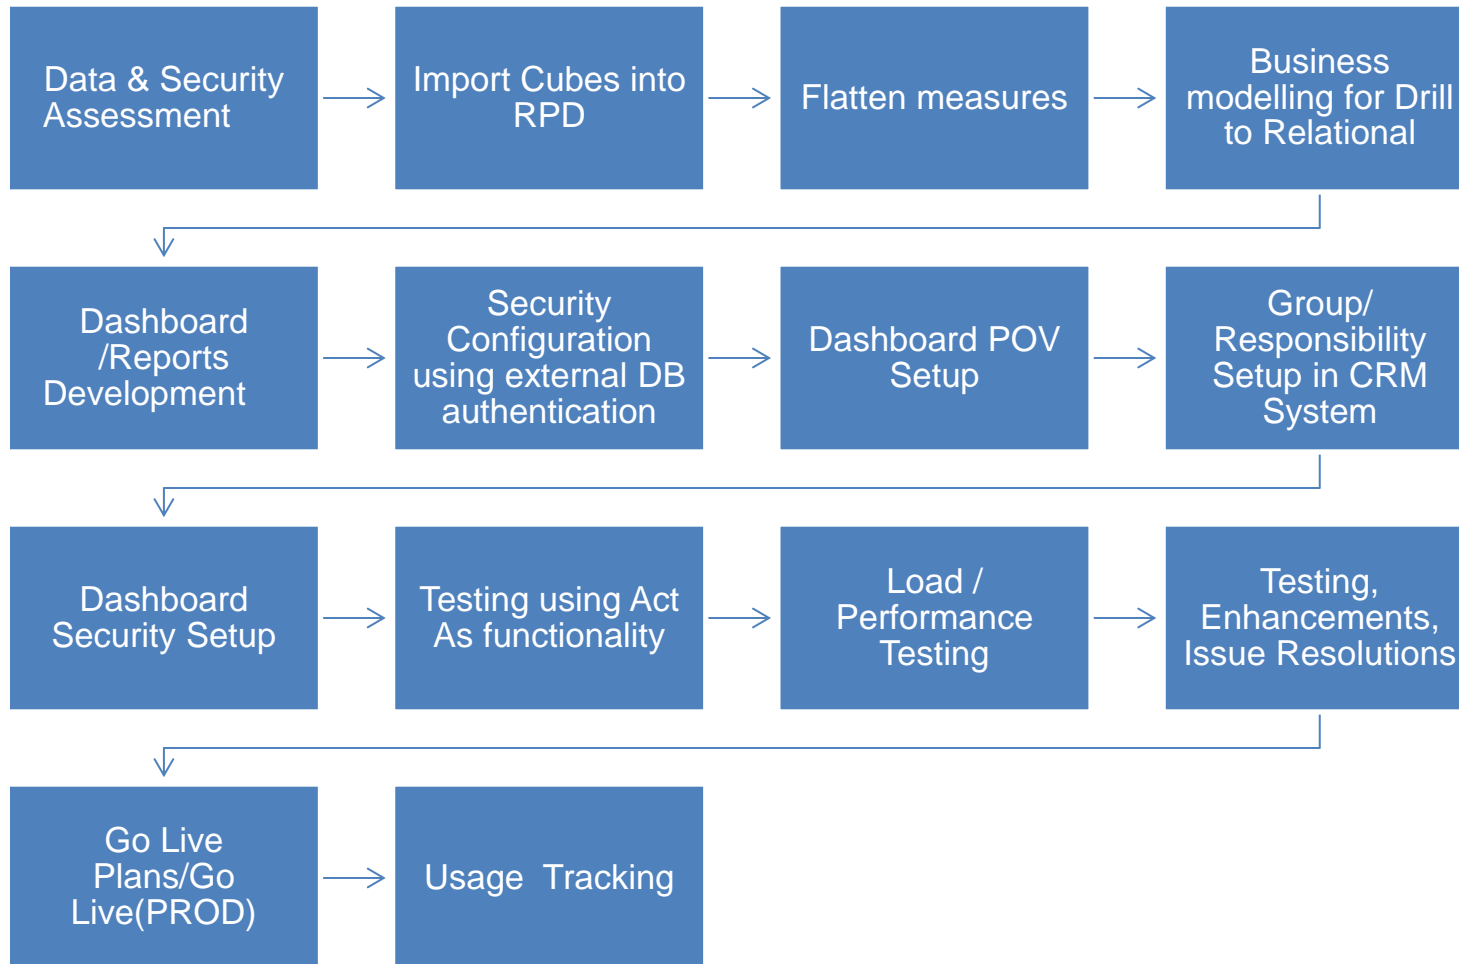 Data & Security
Assessment
Import Cubes into
RPD
Flatten measures
Business
modelling for Drill
to Relational
Dashboard
/Reports
Development
Security
Configuration
using external DB
authentication
Dashboard POV
Setup
Group/
Responsibility
Setup in CRM
System
Dashboard
Security Setup
Testing using Act
As functionality
Load /
Performance
Testing
Testing,
Enhancements,
Issue Resolutions
Go Live
Plans/Go
Live(PROD)
Usage  Tracking